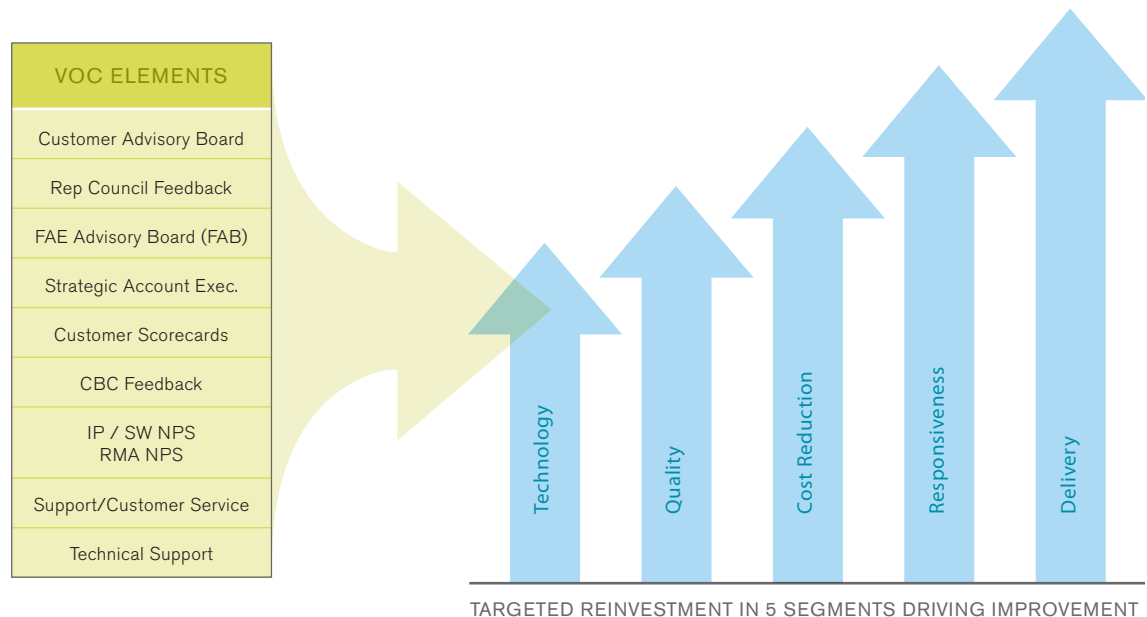 VOC ELEMENTS
Customer Advisory Board
Rep Council Feedback
FAE Advisory Board (FAB)
Strategic Account Exec.
Customer Scorecards
CBC Feedback
IP / SW NPS
RMA NPS
Support/Customer Service
Technical Support
Technology
Quality
Cost Reduction
Responsiveness
Delivery
TARGETED REINVESTMENT IN 5 SEGMENTS DRIVING IMPROVEMENT